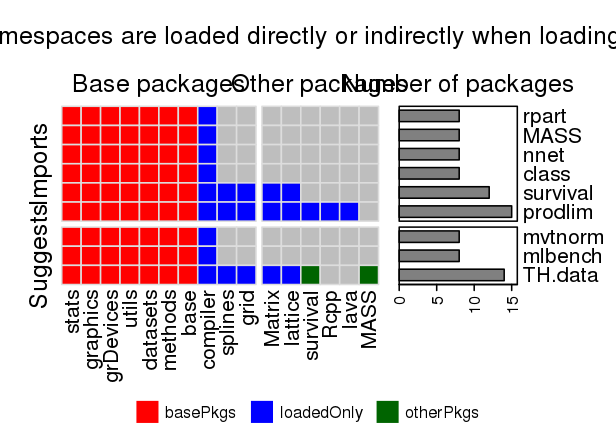 mespaces are loaded directly or indirectly when loading
Base packages
Other packages
Number of packages
Imports
Suggests
rpart
MASS
nnet
class
survival
prodlim
mvtnorm
mlbench
TH.data
0
5
10
15
stats
graphics
grDevices
utils
datasets
methods
base
compiler
splines
grid
Matrix
lattice
survival
Rcpp
lava
MASS
basePkgs
loadedOnly
otherPkgs